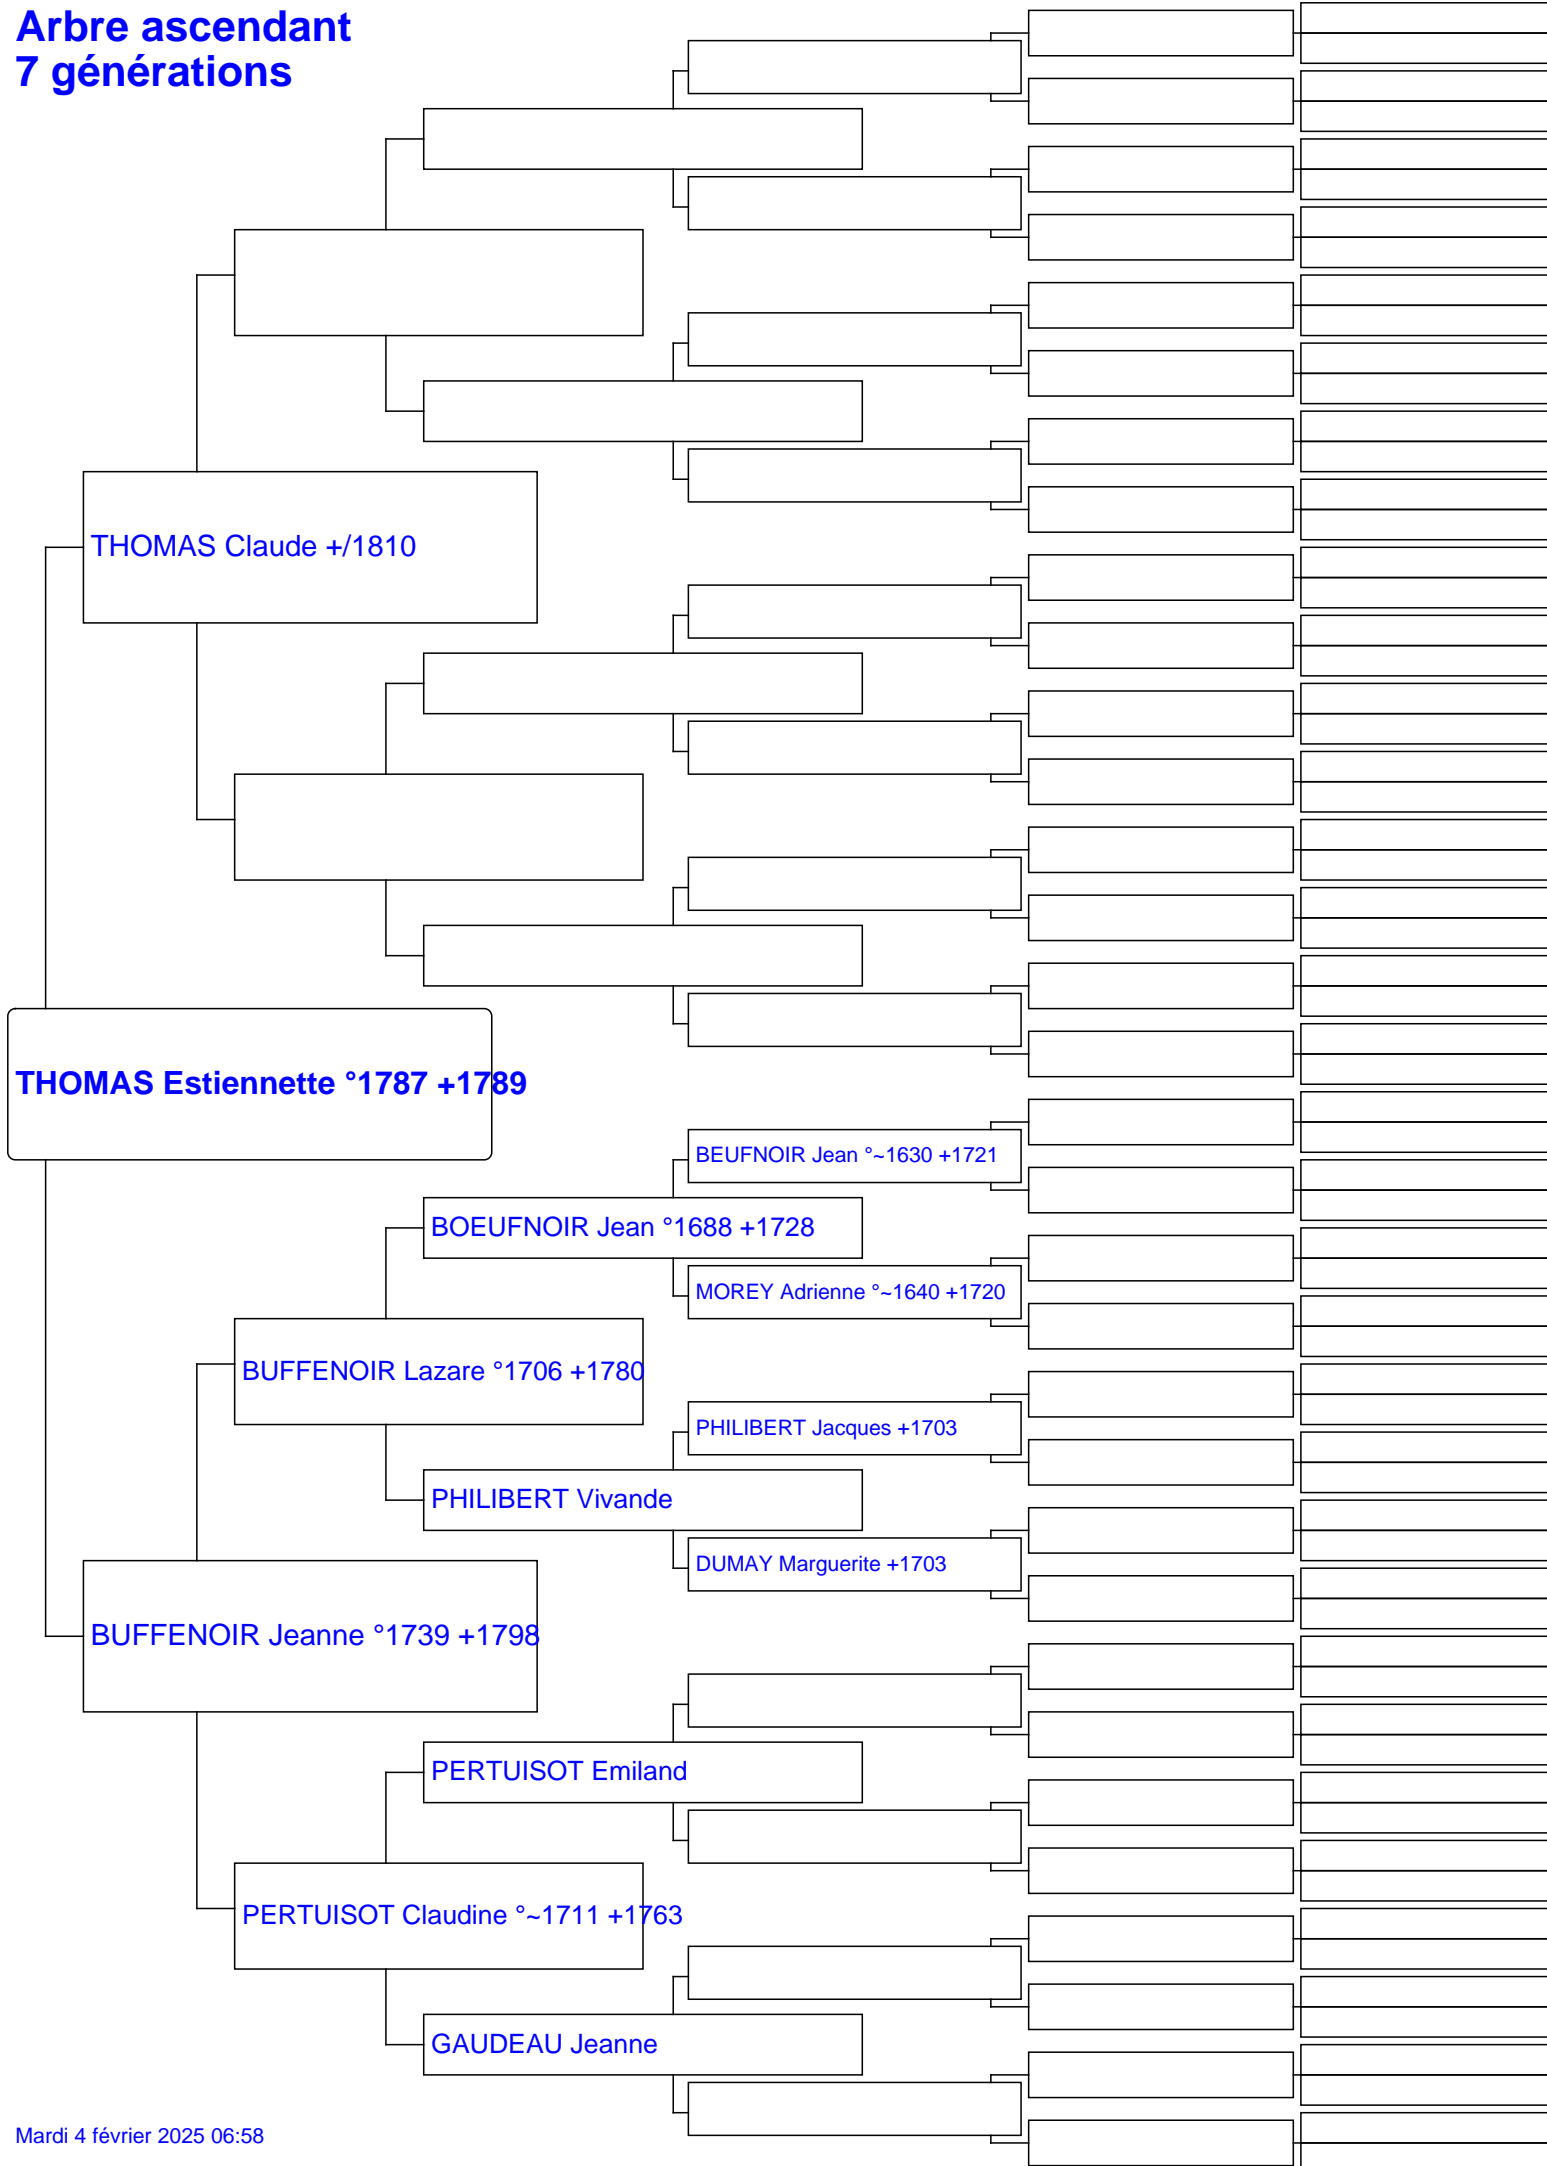 Arbre ascendant
7 générations
THOMAS Claude +/1810
THOMAS Estiennette °1787 +1789
BEUFNOIR Jean °~1630 +1721
BOEUFNOIR Jean °1688 +1728
MOREY Adrienne °~1640 +1720
BUFFENOIR Lazare °1706 +1780
PHILIBERT Jacques +1703
PHILIBERT Vivande
DUMAY Marguerite +1703
BUFFENOIR Jeanne °1739 +1798
PERTUISOT Emiland
PERTUISOT Claudine °~1711 +1763
GAUDEAU Jeanne
Mardi 4 février 2025 06:58